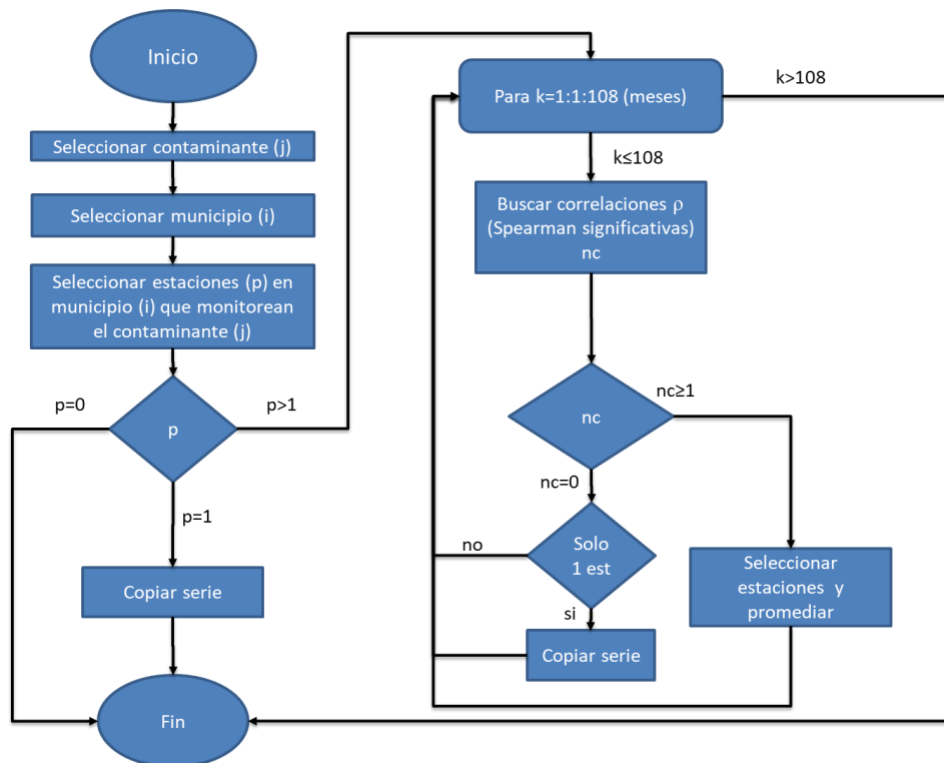 Inicio
Seleccionar contaminante (j)
Seleccionar municipio (i)
Seleccionar estaciones (p) en
municipio (i) que monitorean
el contaminante (j)
p=0
p>1
p
p=1
Copiar serie
Fin
Para k=1:1:108 (meses)
k>108
k≤108
Buscar correlaciones ρ
(Spearman significativas)
nc
nc≥1
nc
nc=0
no
Solo
1 est
si
Copiar serie
Seleccionar
estaciones y
promediar